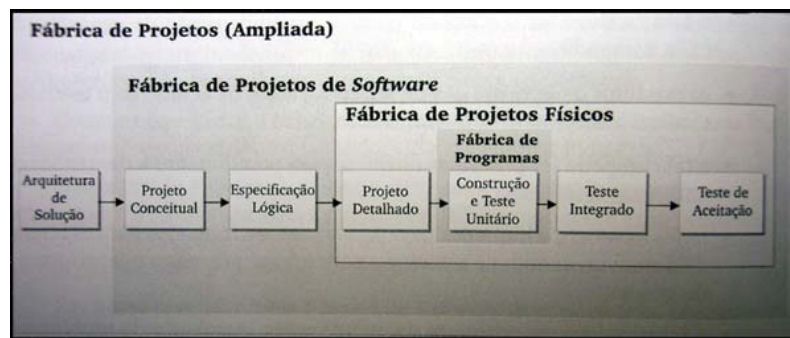 Fábrica de Projetos (Ampliada)
Fábrica de Projetos de Software
Fábrica de Projetos Físicos
Fábrica de
Programas
Arquitetura
de
Solução
Projeto
Conceitual
Especificação
Lógica
Projeto
Detalhado
Construção
e Teste
Unitário
Teste
Integrado
Teste de
Aceitação